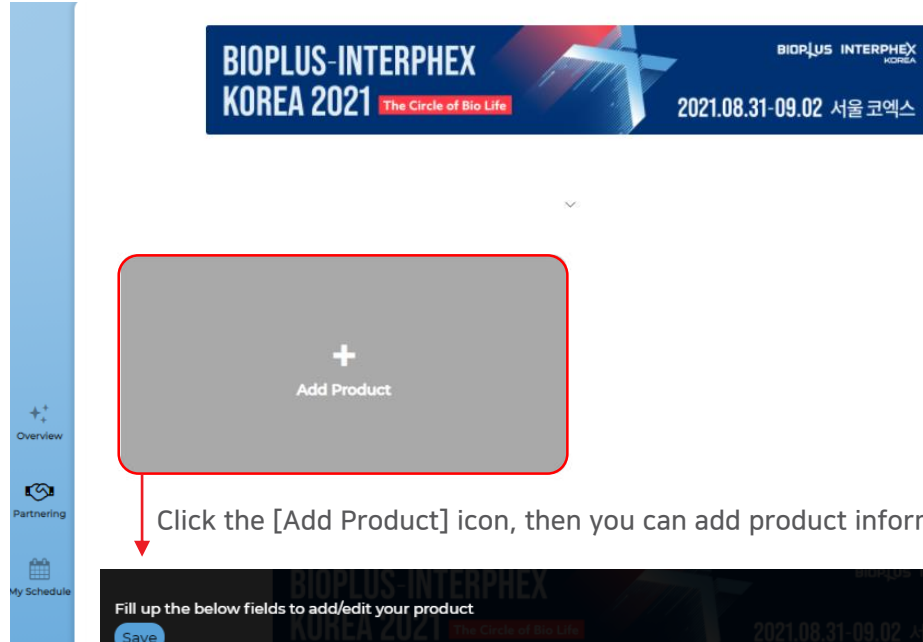 BIOPLUS-INTERPHEX
KOREA 2021 The Circle of Bio Life
BIOPLUS INTERPHEX
KOREA
2021.08.31-09.02 서울 코엑스
Add Product
Overview
Partnering
My Schedule
Click the [Add Product] icon, then you can add product infor
BIOPLUS-INTERPHEX
Fill up the below fields to add/edit your product
Save
KOREA 2021 The Circle of Bio Life
2021.08.31-09.02